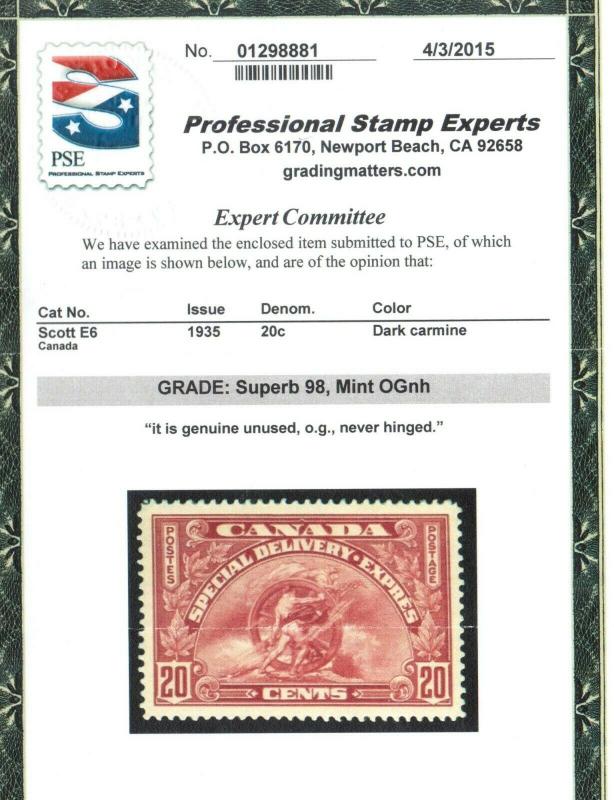 No. 01298881 4/3/2015
PSE
PROFESSIONAL STAMP EXPERTS
Professional Stamp Experts
P.O. Box 6170, Newport Beach, CA 92658
gradingmatters.com
Expert Committee
We have examined the enclosed item submitted to PSE, of which
an image is shown below, and are of the opinion that:
Cat No. Issue Denom. Color
Scott E6 1935 20c Dark carmine
Canada
GRADE: Superb 98, Mint OGnh
“it is genuine unused, o.g., never hinged.”
CANADA
POSTES
POSTAGE
SPECIAL DELIVERY·EXPRES
20 CENTS 20